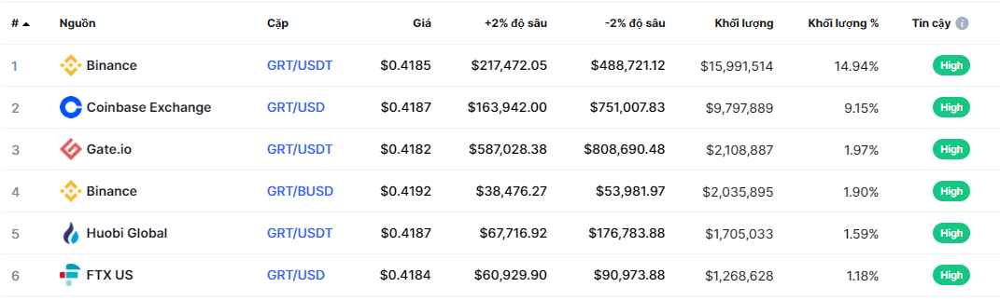 # Nguồn Cặp Giá +2% độ sâu -2% độ sâu Khối lượng Khối lượng % Tin cậy
1 Binance GRT/USDT $0.4185 $217,472.05 $488,721.12 $15,991,514 14.94% High
2 Coinbase Exchange GRT/USD $0.4187 $163,942.00 $751,007.83 $9,797,889 9.15% High
3 Gate.io GRT/USDT $0.4182 $587,028.38 $808,690.48 $2,108,887 1.97% High
4 Binance GRT/BUSD $0.4192 $38,476.27 $53,981.97 $2,035,895 1.90% High
5 Huobi Global GRT/USDT $0.4187 $67,716.92 $176,783.88 $1,705,033 1.59% High
6 FTX US GRT/USD $0.4184 $60,929.90 $90,973.88 $1,268,628 1.18% High